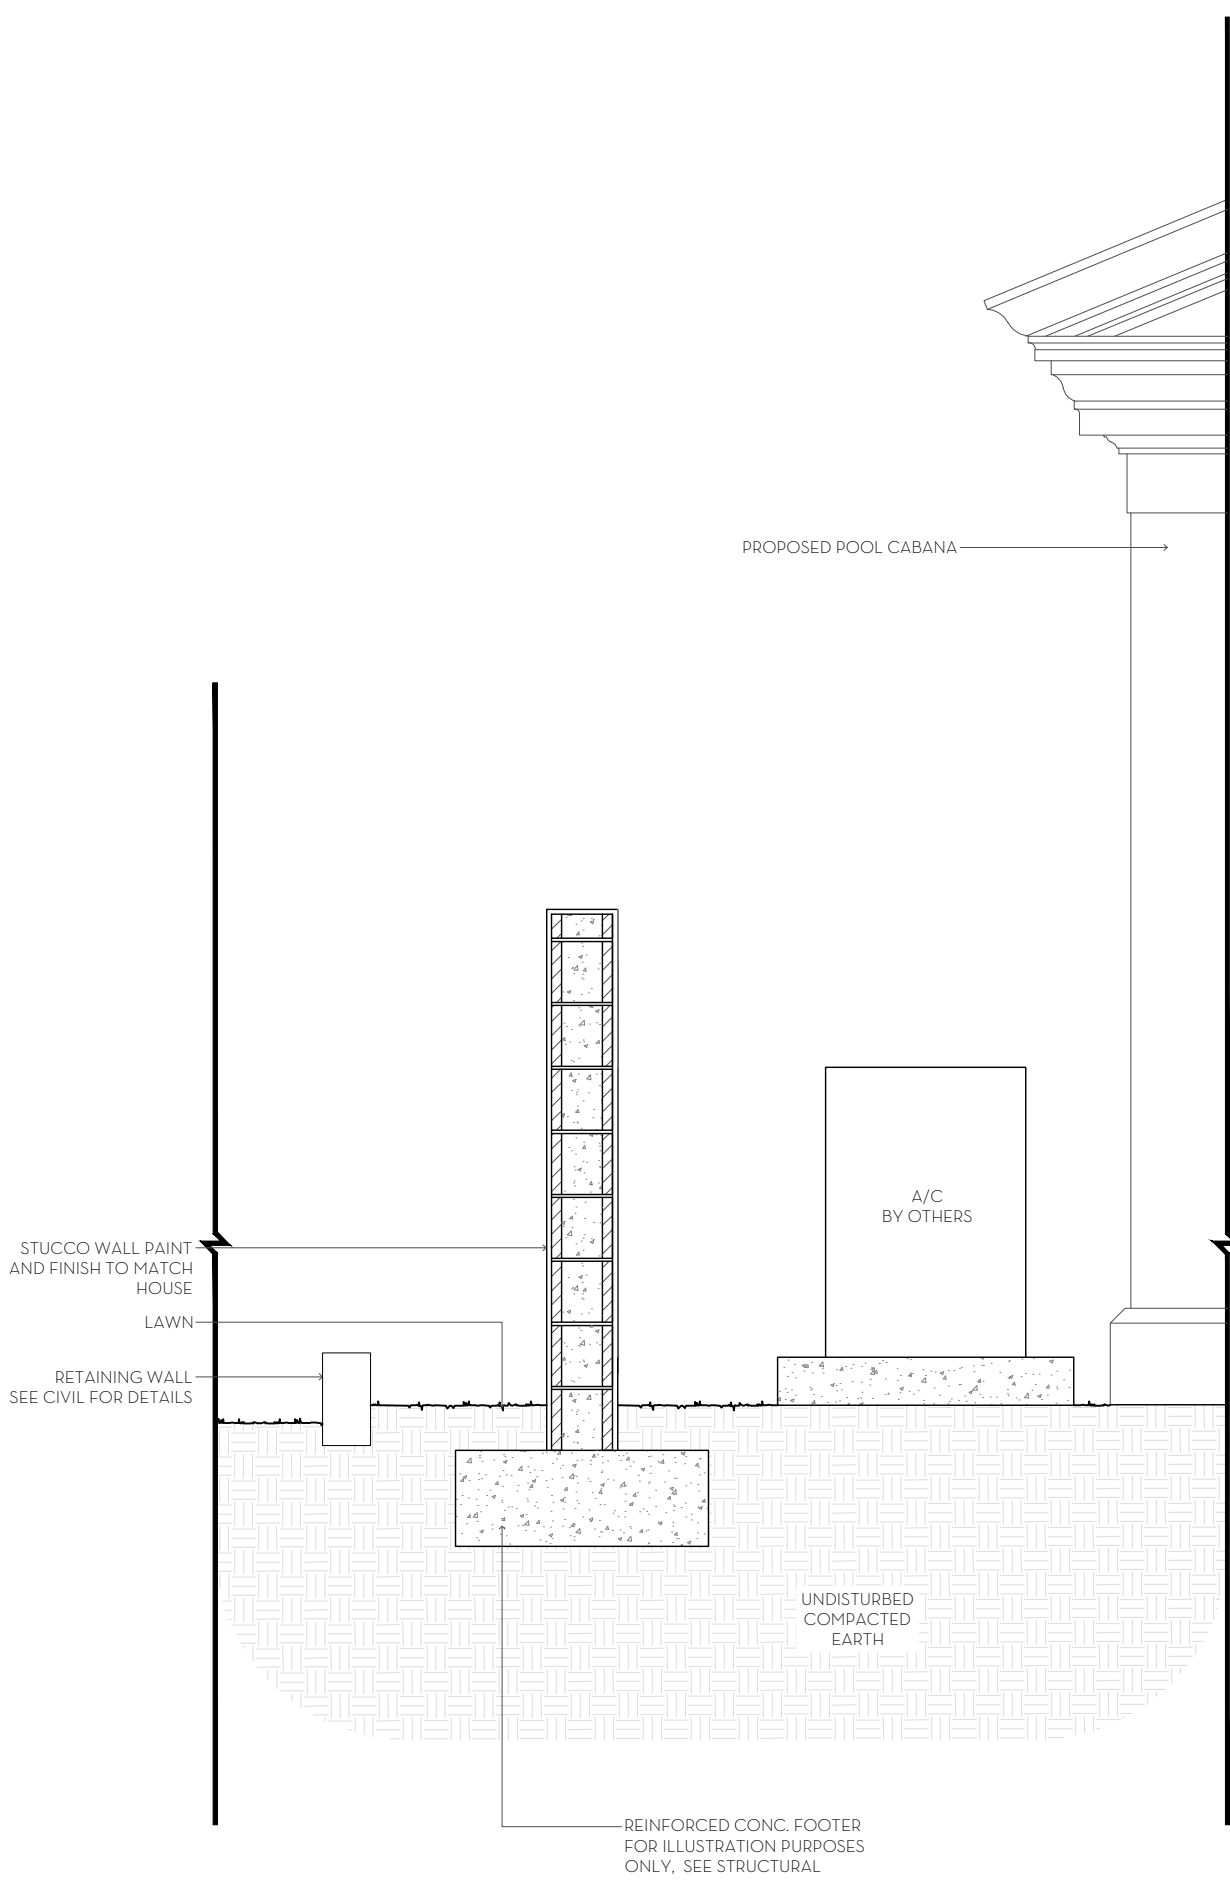 PROPOSED POOL CABANA
A/C
BY OTHERS
STUCCO WALL PAINT
AND FINISH TO MATCH
HOUSE
LAWN
RETAINING WALL
SEE CIVIL FOR DETAILS
UNDISTURBED
COMPACTED
EARTH
REINFORCED CONC. FOOTER
FOR ILLUSTRATION PURPOSES
ONLY, SEE STRUCTURAL